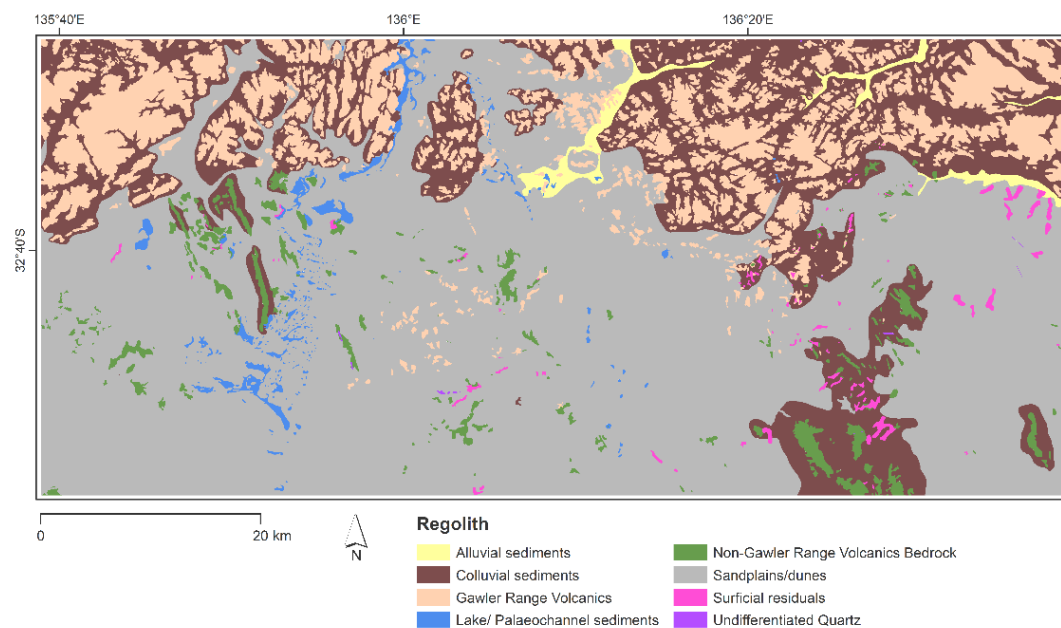 135°40'E 136°E 136°20'E
32°40'S
0 20 km
N
Regolith
Alluvial sediments
Colluvial sediments
Gawler Range Volcanics
Lake/ Palaeochannel sediments
Non-Gawler Range Volcanics Bedrock
Sandplains/dunes
Surficial residuals
Undifferentiated Quartz